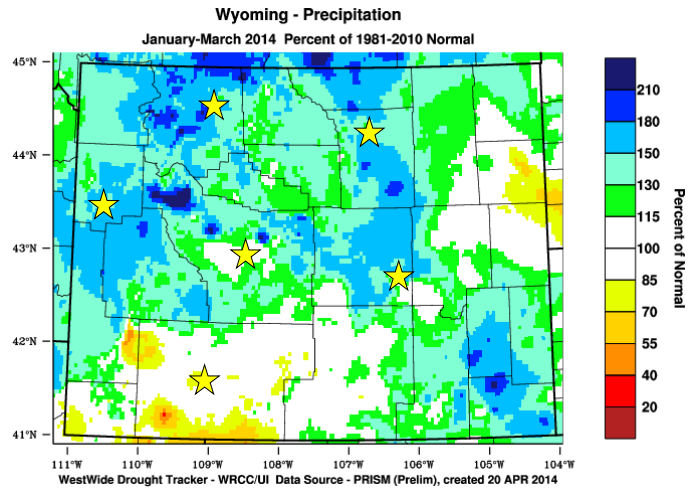 Wyoming - Precipitation
January-March 2014 Percent of 1981-2010 Normal
45°N
44°N
43°N
42°N
41°N
111°W 110°W 109°W 108°W 107°W 106°W 105°W 104°W
210
180
150
130
115
100
85
70
55
40
20
Percent of Normal
WestWide Drought Tracker - WRCC/UI Data Source - PRISM (Prelim), created 20 APR 2014